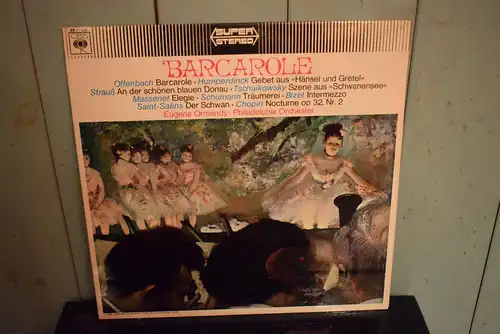 CBS
SUPER
STEREO
BARCAROLE
Offenbach Barcarole · Humperdinck Gebet aus »Hänsel und Gretel«
Strauß An der schönen blauen Donau · Tschaikowsky Szene aus »Schwanensee«
Massenet Elegie · Schumann Träumerei · Bizet Intermezzo
Saint-Saëns Der Schwan · Chopin Nocturne op 32, Nr. 2
Eugene Ormandy · Philadelphia Orchester